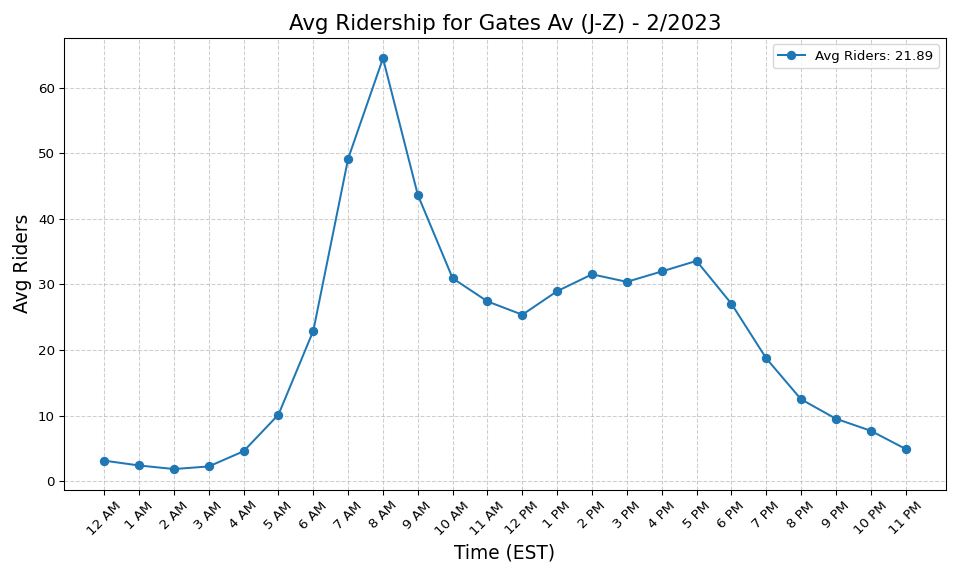 Avg Ridership for Gates Av (J-Z) - 2/2023
Avg Riders: 21.89
Avg Riders
60
50
40
30
20
10
0
12 AM
1 AM
2 AM
3 AM
4 AM
5 AM
6 AM
7 AM
8 AM
9 AM
10 AM
11 AM
12 PM
1 PM
2 PM
3 PM
4 PM
5 PM
6 PM
7 PM
8 PM
9 PM
10 PM
11 PM
Time (EST)